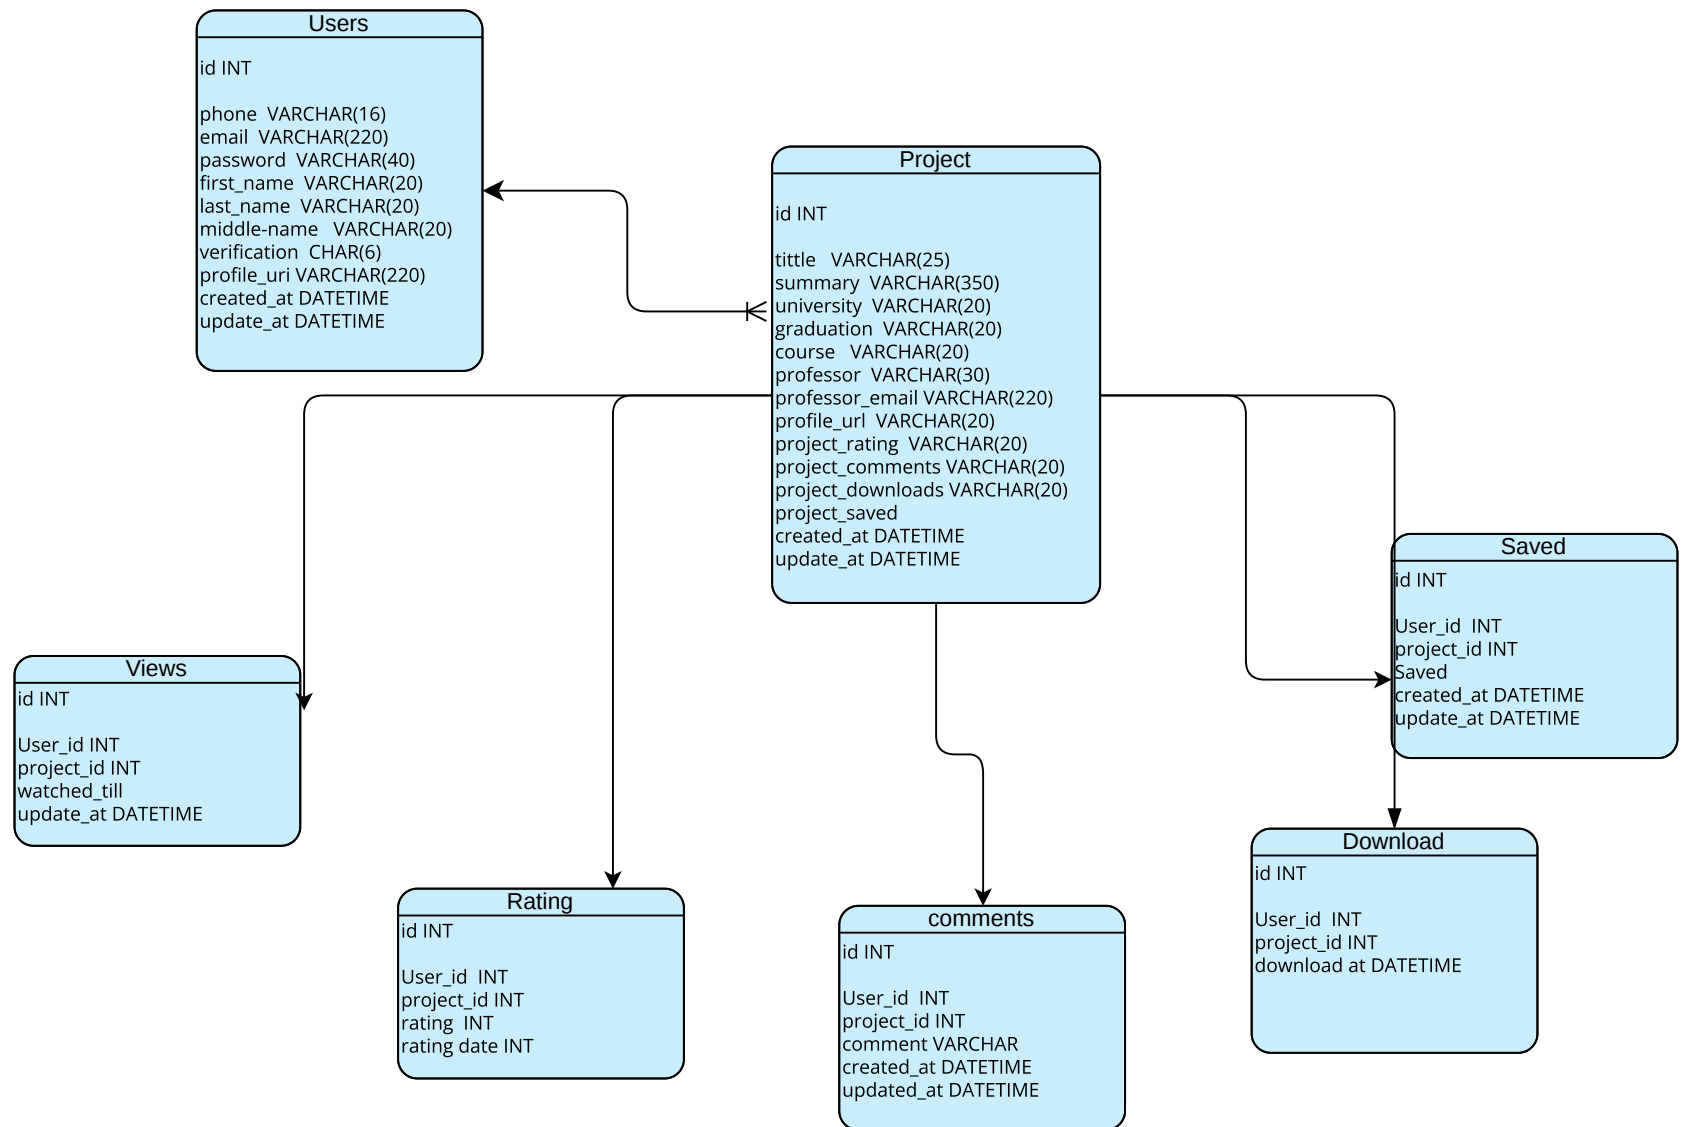 Users
id INT
phone  VARCHAR(16)
email  VARCHAR(220)
password  VARCHAR(40)
first_name  VARCHAR(20)
last_name  VARCHAR(20)
middle-name   VARCHAR(20)
verification  CHAR(6)
profile_uri VARCHAR(220)
created_at DATETIME
update_at DATETIME
Project
id INT
tittle   VARCHAR(25)
summary  VARCHAR(350)
university  VARCHAR(20)
graduation  VARCHAR(20)
course   VARCHAR(20)
professor  VARCHAR(30)
professor_email VARCHAR(220)
profile_url  VARCHAR(20)
project_rating  VARCHAR(20)
project_comments VARCHAR(20)
project_downloads VARCHAR(20)
project_saved
created_at DATETIME
update_at DATETIME
Saved
id INT
User_id  INT
project_id INT
Saved
created_at DATETIME
update_at DATETIME
Views
id INT
User_id INT
project_id INT
watched_till
update_at DATETIME
Rating
id INT
User_id  INT
project_id INT
rating  INT
rating date INT
comments
id INT
User_id  INT
project_id INT
comment VARCHAR
created_at DATETIME
updated_at DATETIME
Download
id INT
User_id  INT
project_id INT
download at DATETIME